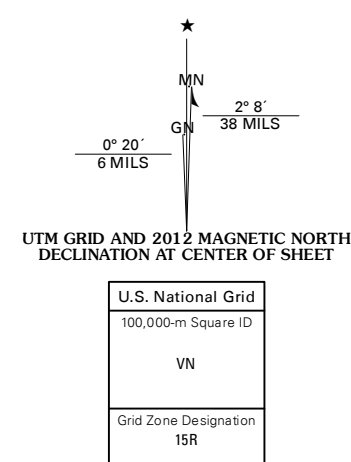 ★
MN
GN
2° 8´
38 MILS
0° 20´
6 MILS
UTM GRID AND 2012 MAGNETIC NORTH
DECLINATION AT CENTER OF SHEET
U.S. National Grid
100,000-m Square ID
VN
Grid Zone Designation
15R